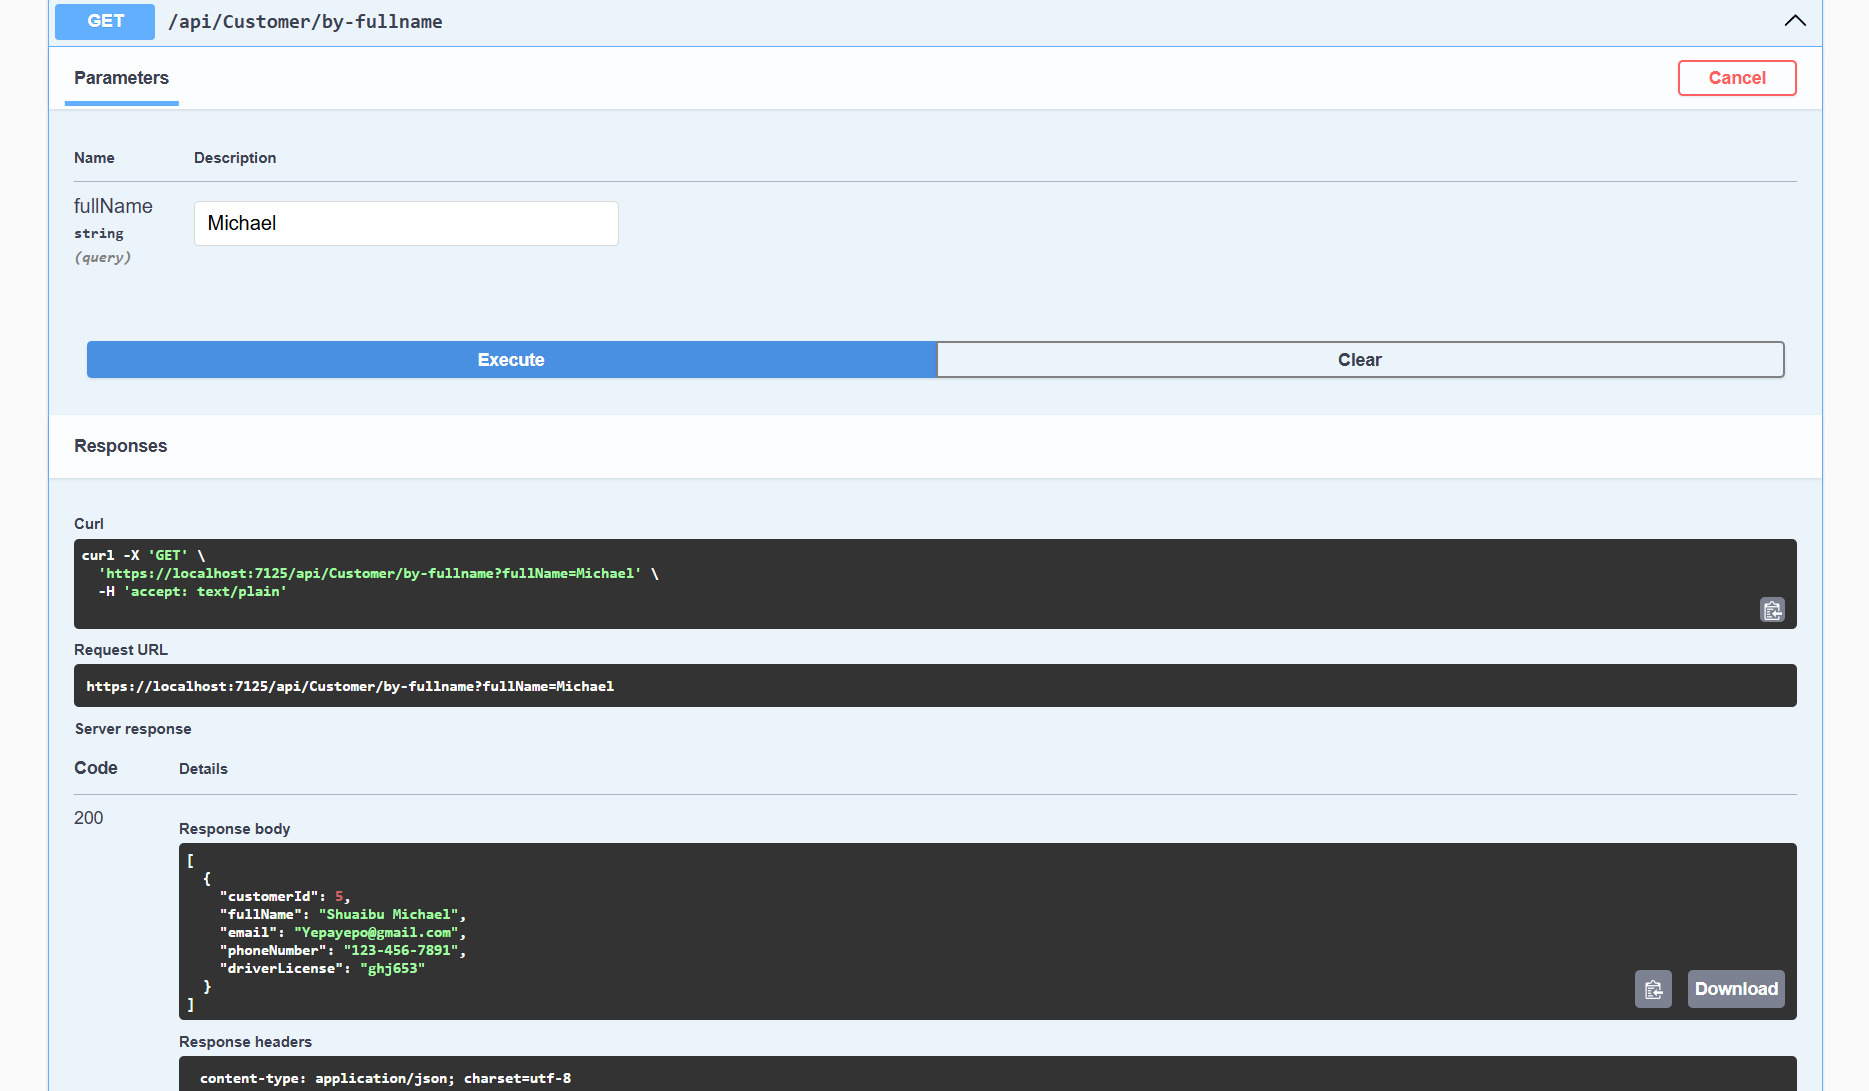 GET /api/Customer/by-fullname
Parameters
Cancel
Name Description
fullName
string
(query)
Michael
Execute Clear
Responses
Curl
curl -X 'GET' \
  'https://localhost:7125/api/Customer/by-fullname?fullName=Michael' \
  -H 'accept: text/plain'
Request URL
https://localhost:7125/api/Customer/by-fullname?fullName=Michael
Server response
Code Details
200
Response body
[
  {
    "customerId": 5,
    "fullName": "Shuaibu Michael",
    "email": "Yepayepo@gmail.com",
    "phoneNumber": "123-456-7891",
    "driverLicense": "ghj653"
  }
]
Download
Response headers
content-type: application/json; charset=utf-8